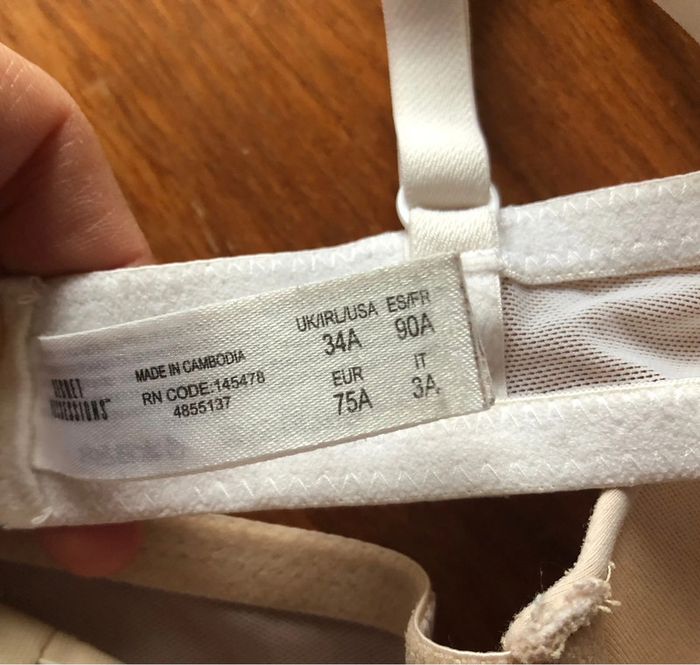 SECRET
POSSESSIONS™
MADE IN CAMBODIA
RN CODE:145478
4855137
UK/IRL/USA ES/FR
34A 90A
EUR IT
75A 3A